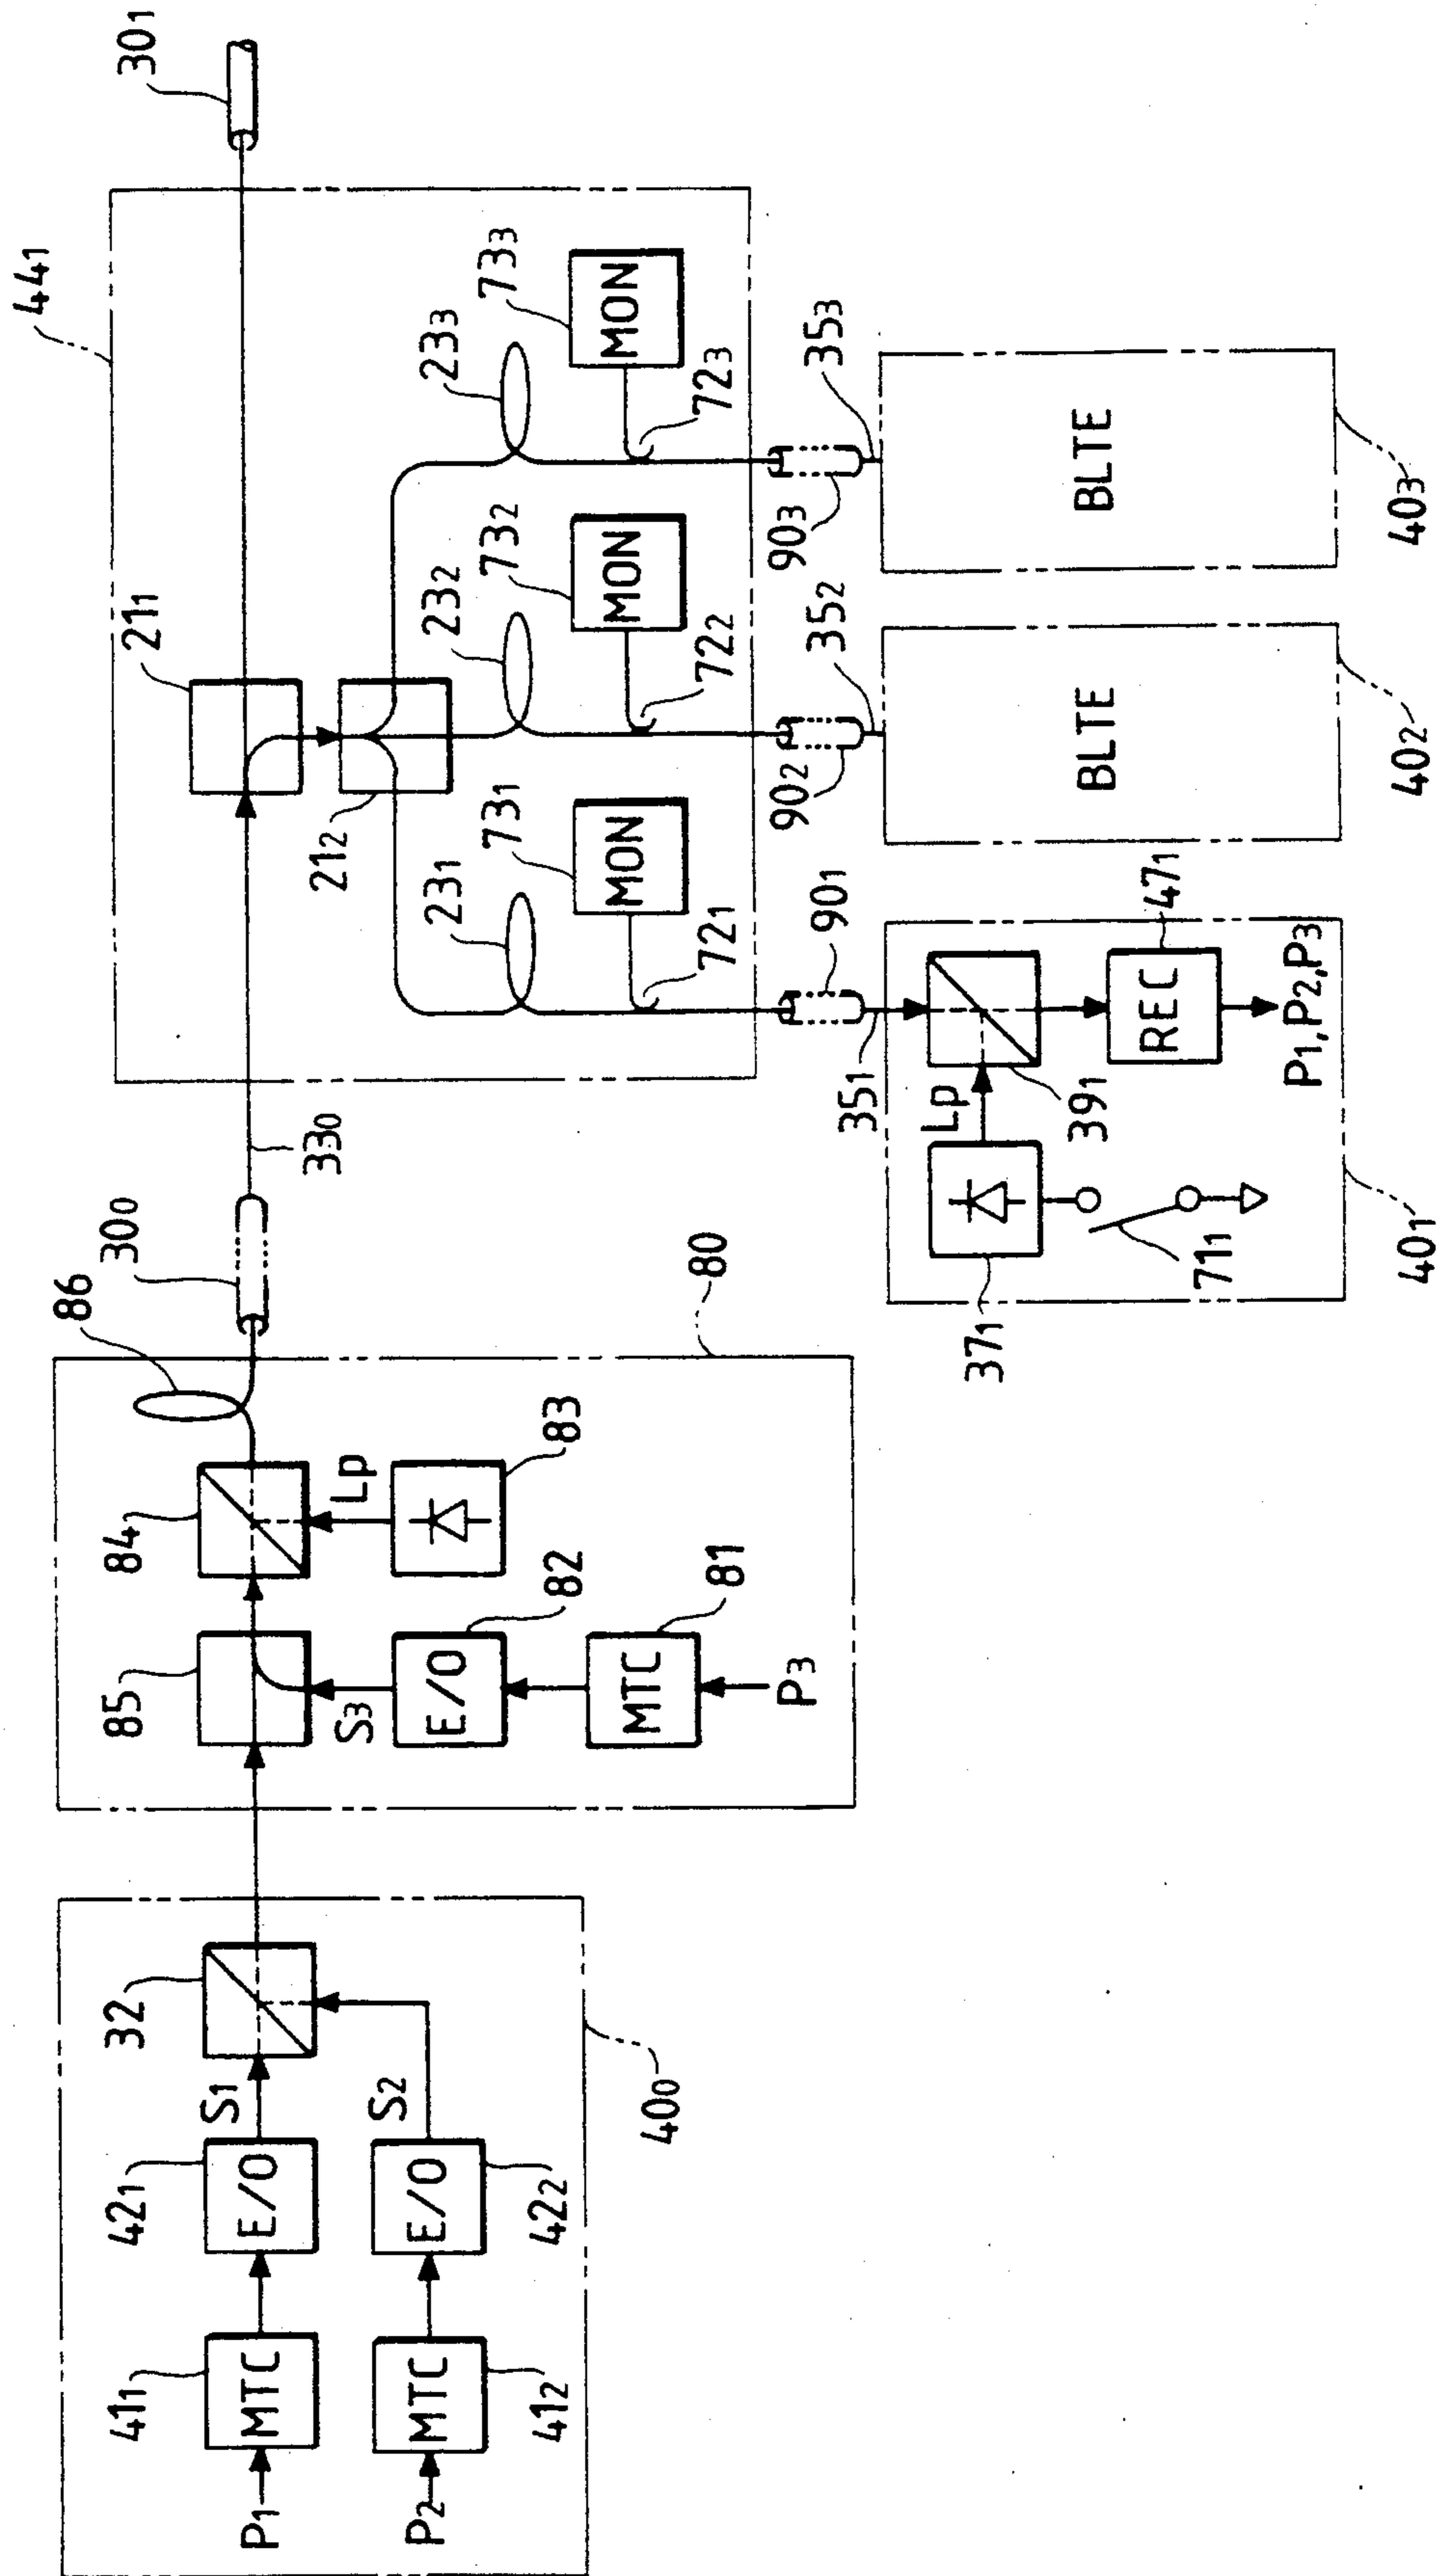 P1
MTC
411
E/O
421
S1
32
P2
MTC
412
E/O
422
S2
400
85
84
86
S3
E/O
82
MTC
81
P3
Lp
83
80
300
330
441
211
212
301
231
232
233
MON
731
MON
732
MON
733
721
722
723
901
902
903
351
352
353
371
Lp
391
REC
471
P1,P2,P3
711
401
BLTE
402
BLTE
403